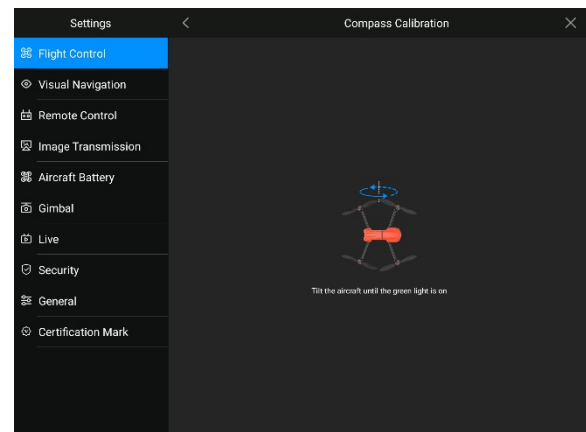 Settings
Compass Calibration
Flight Control
Visual Navigation
Remote Control
Image Transmission
Aircraft Battery
Gimbal
Live
Security
General
Certification Mark
Tilt the aircraft until the green light is on